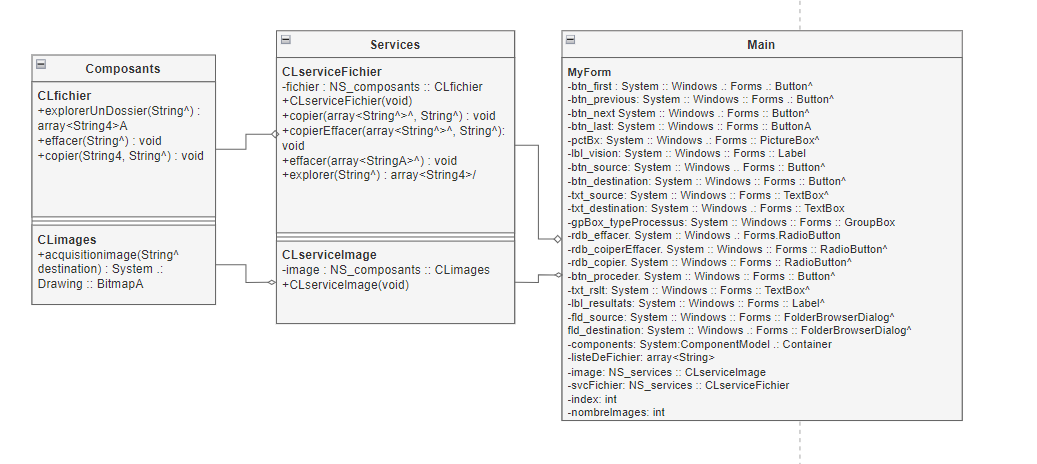 Composants
CLfichier
+explorerUnDossier(String^) :
array<String4>A
+effacer(String^) : void
+copier(String4, String^) : void
CLimages
+acquisitionimage(String^
destination) : System .:
Drawing :: BitmapA
Services
CLserviceFichier
-fichier : NS_composants :: CLfichier
+CLserviceFichier(void)
+copier(array<String^>^, String^) : void
+copierEffacer(array<String^>^, String^):
void
+effacer(array<StringA>^) : void
+explorer(String^) : array<String4>/
CLserviceImage
-image : NS_composants :: CLimages
+CLserviceImage(void)
Main
MyForm
-btn_first : System :: Windows .: Forms .: Button^
-btn_previous: System :: Windows :: Forms .: Button^
-btn_next System :: Windows .: Forms :: Button^
-btn_last: System :: Windows :: Forms :: ButtonA
-pctBx: System :: Windows .: Forms :: PictureBox^
-lbl_vision: System :: Windows :: Forms :: Label
-btn_source: System :: Windows .: Forms :: Button^
-btn_destination: System :: Windows :: Forms :: Button^
-txt_source: System :: Windows :: Forms :: TextBox^
-txt_destination: System :: Windows .: Forms :: TextBox
-gpBox_typeProcessus: System :: Windows :: Forms :: GroupBox
-rdb_effacer. System :: Windows .: Forms.RadioButton
-rdb_coiperEffacer. System :: Windows :: Forms :: RadioButton^
-rdb_copier. System :: Windows :: Forms :: RadioButton^
-btn_proceder. System :: Windows :: Forms :: Button^
-txt_rslt: System :: Windows :: Forms :: TextBox^
-lbl_resultats: System :: Windows :: Forms :: Label^
-fld_source: System :: Windows :: Forms :: FolderBrowserDialog^
fld_destination: System :: Windows .: Forms :: FolderBrowserDialog^
-components: System:ComponentModel .: Container
-listeDeFichier: array<String>
-image: NS_services :: CLserviceImage
-svcFichier: NS_services :: CLserviceFichier
-index: int
-nombreImages: int